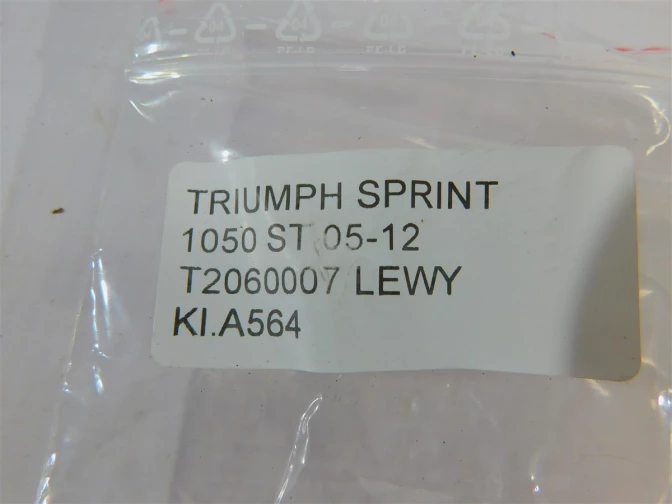 TRIUMPH SPRINT
1050 ST 05-12
T2060007 LEWY
KI.A564